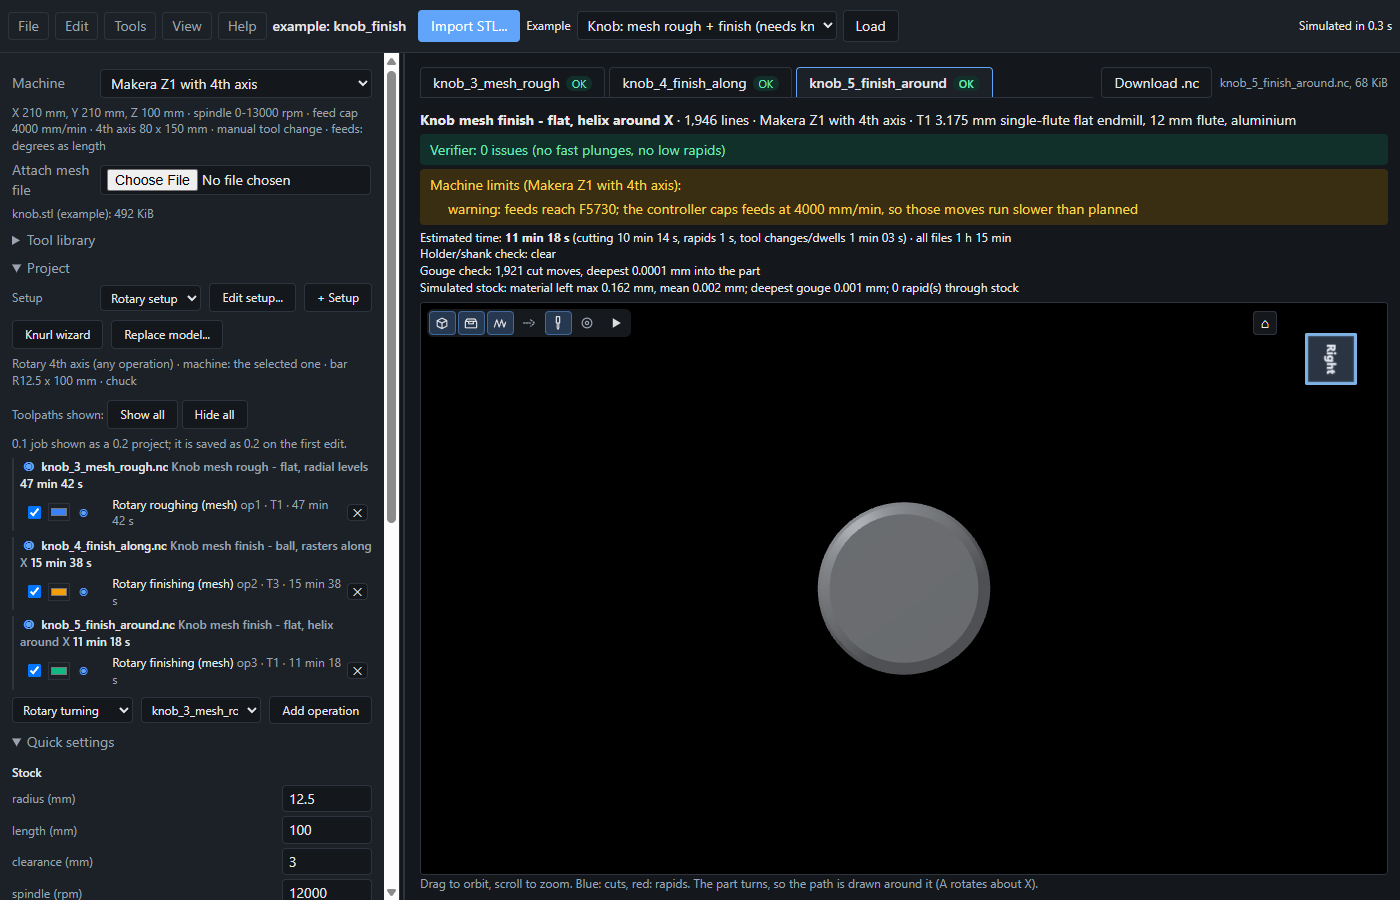 File Edit Tools View Help example: knob_finish Import STL... Example Knob: mesh rough + finish (needs kn Load Simulated in 0.3 s
Machine Makera Z1 with 4th axis
X 210 mm, Y 210 mm, Z 100 mm · spindle 0-13000 rpm · feed cap
4000 mm/min · 4th axis 80 x 150 mm · manual tool change · feeds:
degrees as length
Attach mesh
file
Choose File No file chosen
knob.stl (example): 492 KiB
Tool library
Project
Setup Rotary setup Edit setup... + Setup
Knurl wizard Replace model...
Rotary 4th axis (any operation) · machine: the selected one · bar
R12.5 x 100 mm · chuck
Toolpaths shown: Show all Hide all
0.1 job shown as a 0.2 project; it is saved as 0.2 on the first edit.
knob_3_mesh_rough.nc Knob mesh rough - flat, radial levels
47 min 42 s
Rotary roughing (mesh) op1 · T1 · 47 min
42 s
knob_4_finish_along.nc Knob mesh finish - ball, rasters along
X 15 min 38 s
Rotary finishing (mesh) op2 · T3 · 15 min 38
s
knob_5_finish_around.nc Knob mesh finish - flat, helix
around X 11 min 18 s
Rotary finishing (mesh) op3 · T1 · 11 min 18
s
Rotary turning knob_3_mesh_rc Add operation
Quick settings
Stock
radius (mm) 12.5
length (mm) 100
clearance (mm) 3
spindle (rpm) 12000
knob_3_mesh_rough OK knob_4_finish_along OK knob_5_finish_around OK Download .nc knob_5_finish_around.nc, 68 KiB
Knob mesh finish - flat, helix around X · 1,946 lines · Makera Z1 with 4th axis · T1 3.175 mm single-flute flat endmill, 12 mm flute, aluminium
Verifier: 0 issues (no fast plunges, no low rapids)
Machine limits (Makera Z1 with 4th axis):
warning: feeds reach F5730; the controller caps feeds at 4000 mm/min, so those moves run slower than planned
Estimated time: 11 min 18 s (cutting 10 min 14 s, rapids 1 s, tool changes/dwells 1 min 03 s) · all files 1 h 15 min
Holder/shank check: clear
Gouge check: 1,921 cut moves, deepest 0.0001 mm into the part
Simulated stock: material left max 0.162 mm, mean 0.002 mm; deepest gouge 0.001 mm; 0 rapid(s) through stock
Right
Drag to orbit, scroll to zoom. Blue: cuts, red: rapids. The part turns, so the path is drawn around it (A rotates about X).